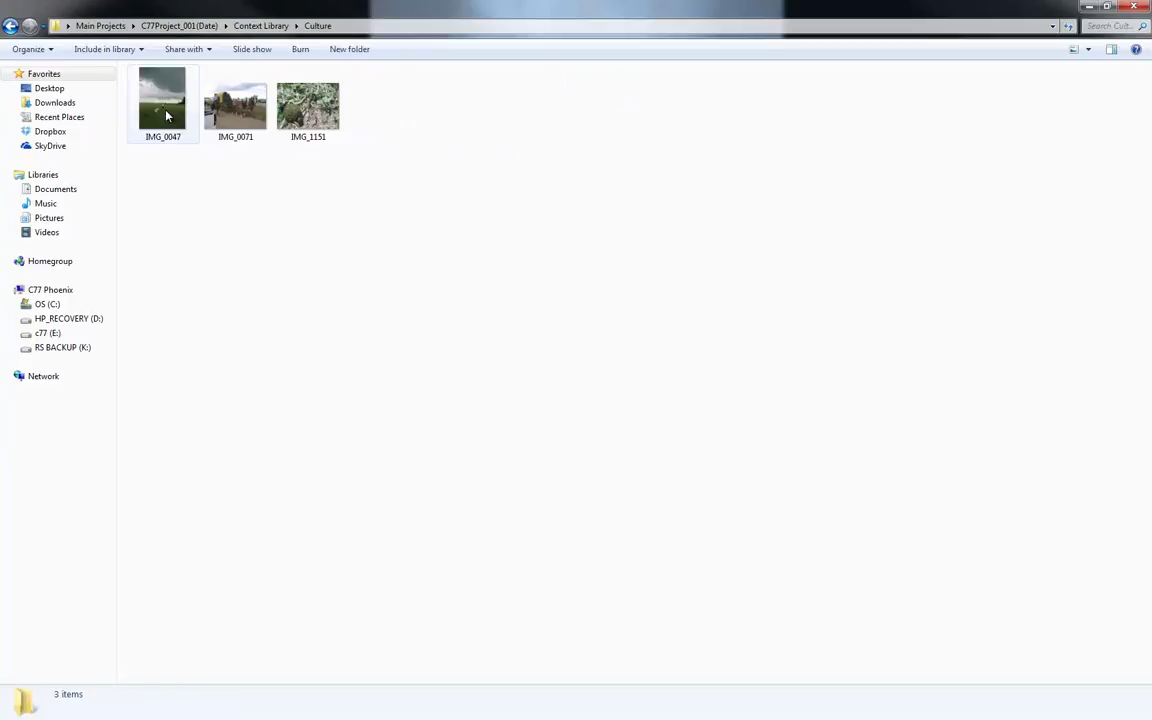 Main Projects C77Project_001(Date) Context Library Culture Search Cult...
Organize Include in library Share with Slide show Burn New folder
Favorites
Desktop
Downloads
Recent Places
Dropbox
SkyDrive
Libraries
Documents
Music
Pictures
Videos
Homegroup
C77 Phoenix
OS (C:)
HP_RECOVERY (D:)
c77 (E:)
RS BACKUP (K:)
Network
IMG_0047 IMG_0071 IMG_1151
3 items